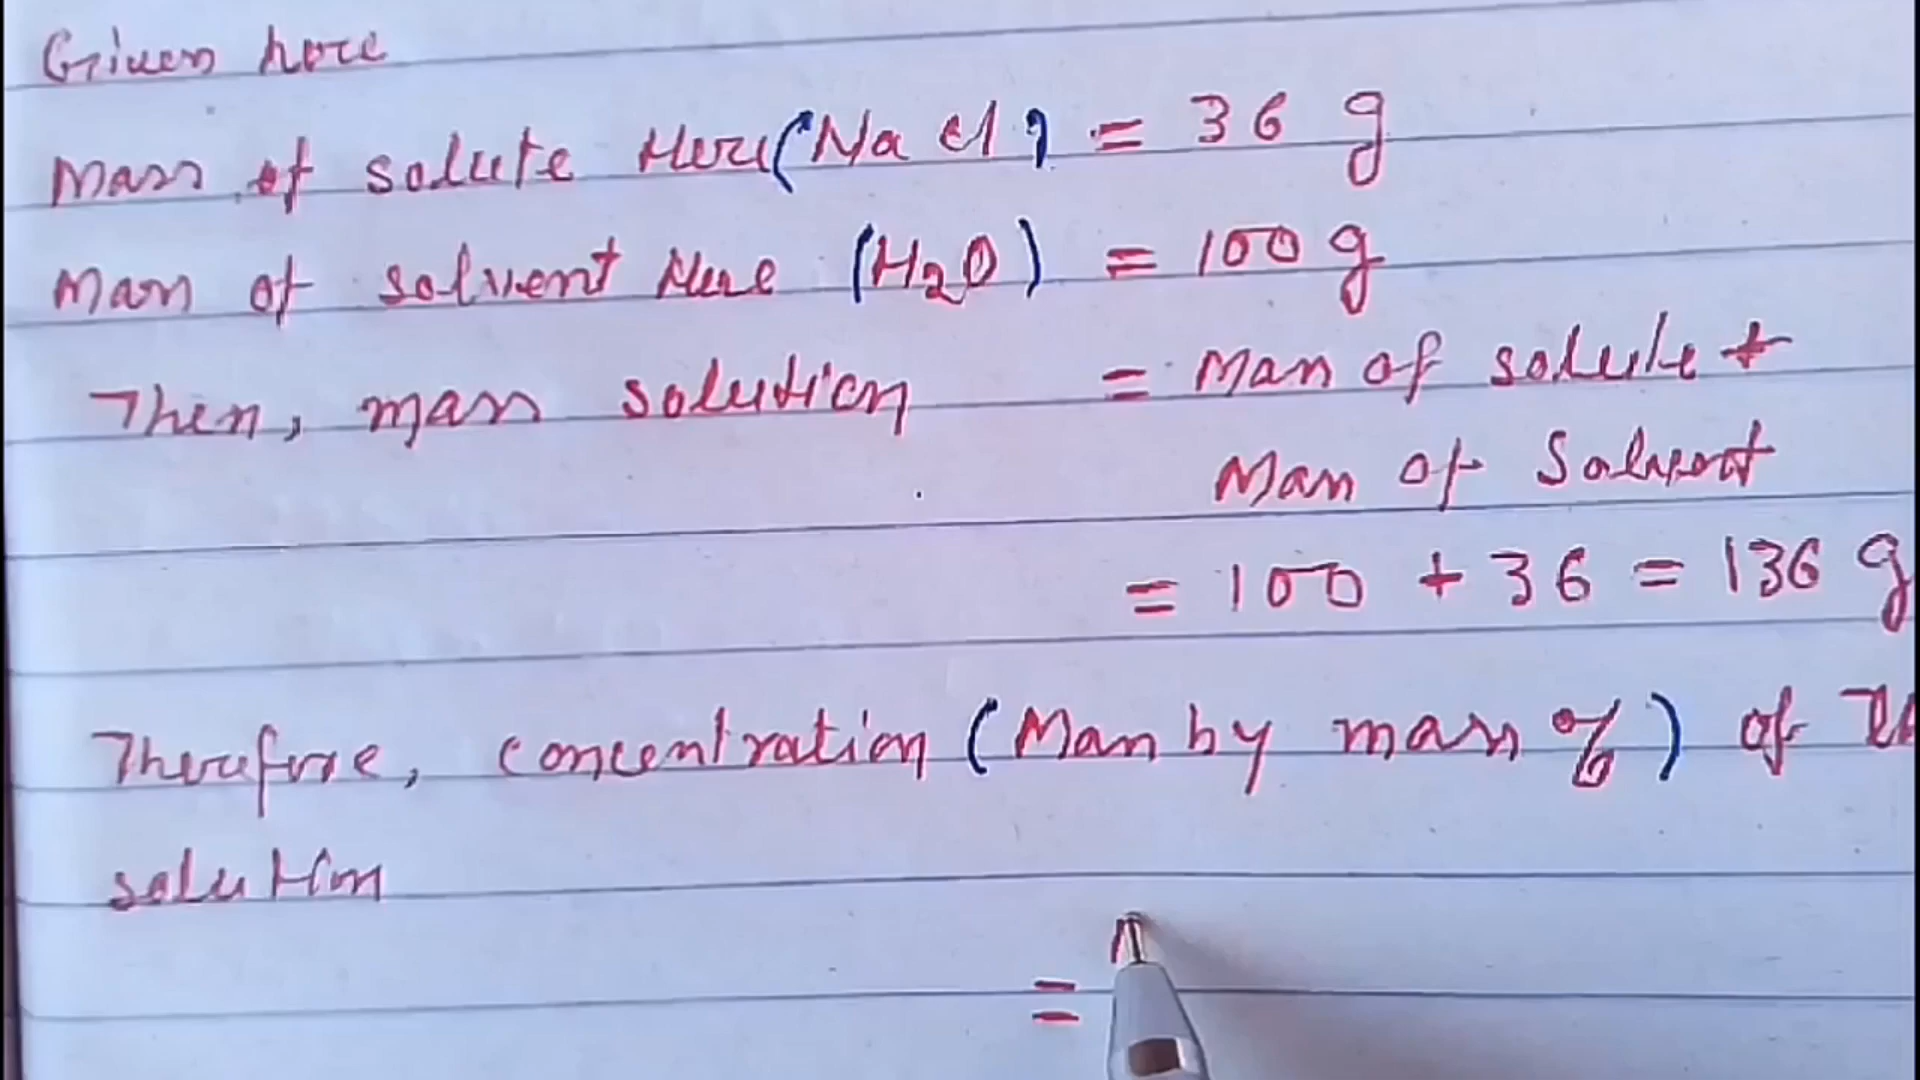 Given here
Mass of solute Here (NaCl) = 36 g
Mass of solvent Here (H2O) = 100 g
Then, mass solution = Mass of solute +
Mass of Solvent
= 100 + 36 = 136 g
Therefore, concentration (Mass by mass %) of
solution
=